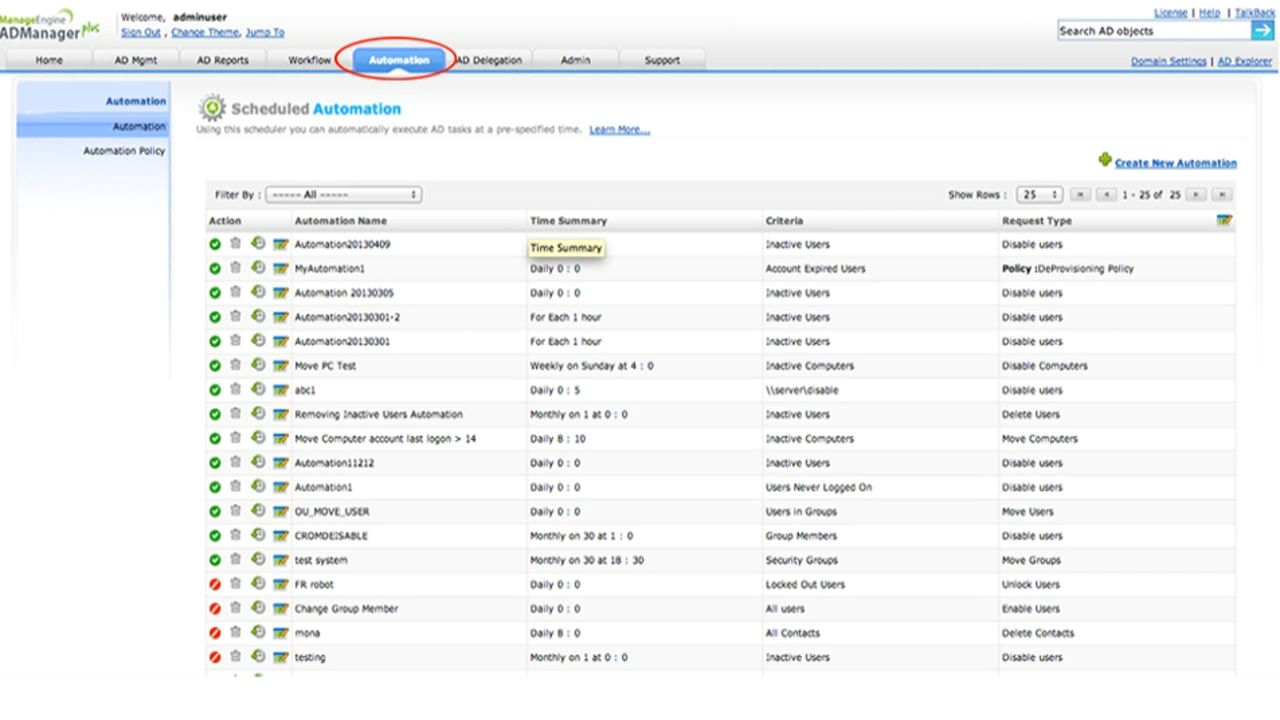 ManageEngine
ADManager plus
Welcome, adminuser
Sign Out , Change Theme, Jump To
License | Help | TalkBack
Search AD objects
Home AD Mgmt AD Reports Workflow Automation AD Delegation Admin Support
Domain Settings | AD Explorer
Automation
Automation
Automation Policy
Scheduled Automation
Using this scheduler you can automatically execute AD tasks at a pre-specified time. Learn More...
Create New Automation
Filter By : ----- All -----
Show Rows : 25 1 - 25 of 25
Action Automation Name Time Summary Criteria Request Type
Automation20130409 Time Summary Inactive Users Disable users
MyAutomation1 Daily 0 : 0 Account Expired Users Policy :DeProvisioning Policy
Automation 20130305 Daily 0 : 0 Inactive Users Disable users
Automation20130301-2 For Each 1 hour Inactive Users Disable users
Automation20130301 For Each 1 hour Inactive Users Disable users
Move PC Test Weekly on Sunday at 4 : 0 Inactive Computers Disable Computers
abc1 Daily 0 : 5 \\server\disable Disable users
Removing Inactive Users Automation Monthly on 1 at 0 : 0 Inactive Users Delete Users
Move Computer account last logon > 14 Daily 8 : 10 Inactive Computers Move Computers
Automation11212 Daily 0 : 0 Inactive Users Disable users
Automation1 Daily 0 : 0 Users Never Logged On Disable users
OU_MOVE_USER Daily 0 : 0 Users in Groups Move Users
CROMDEISABLE Monthly on 30 at 1 : 0 Group Members Disable users
test system Monthly on 30 at 18 : 30 Security Groups Move Groups
FR robot Daily 0 : 0 Locked Out Users Unlock Users
Change Group Member Daily 0 : 0 All users Enable Users
mona Daily 8 : 0 All Contacts Delete Contacts
testing Monthly on 1 at 0 : 0 Inactive Users Disable users